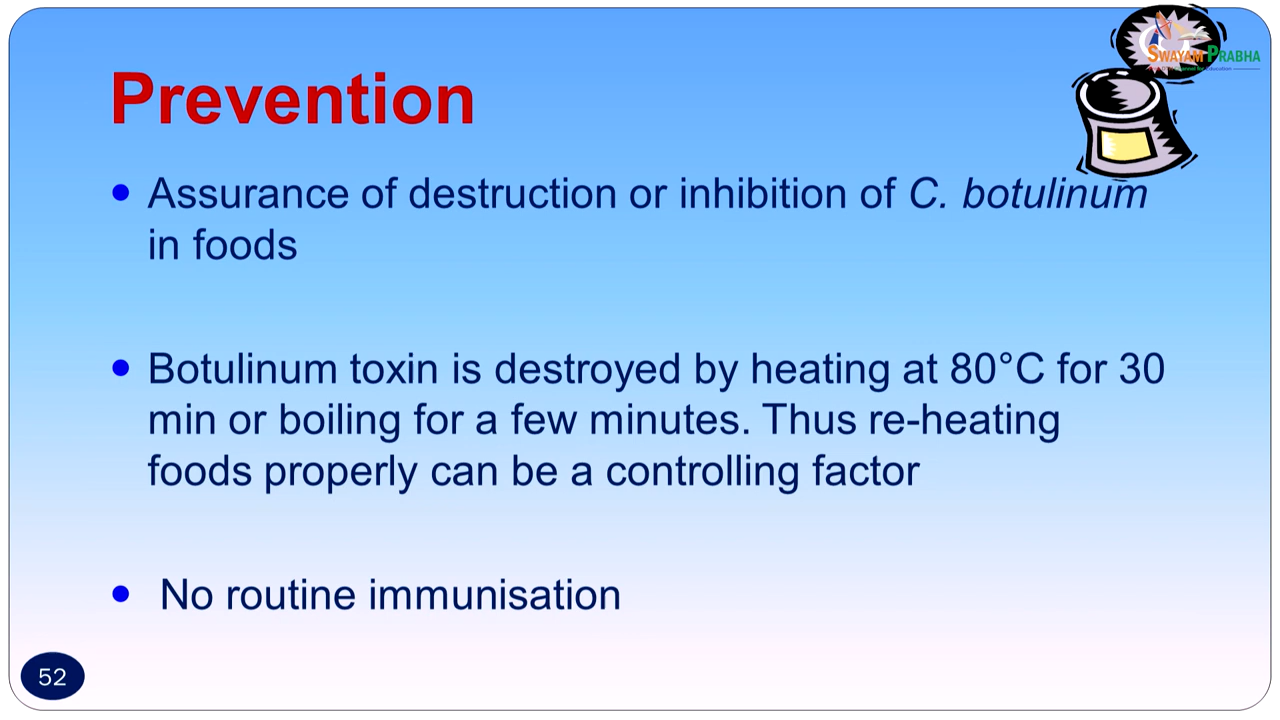 SWAYAM PRABHA
Prevention
Assurance of destruction or inhibition of C. botulinum
in foods
Botulinum toxin is destroyed by heating at 80°C for 30
min or boiling for a few minutes. Thus re-heating
foods properly can be a controlling factor
No routine immunisation
52